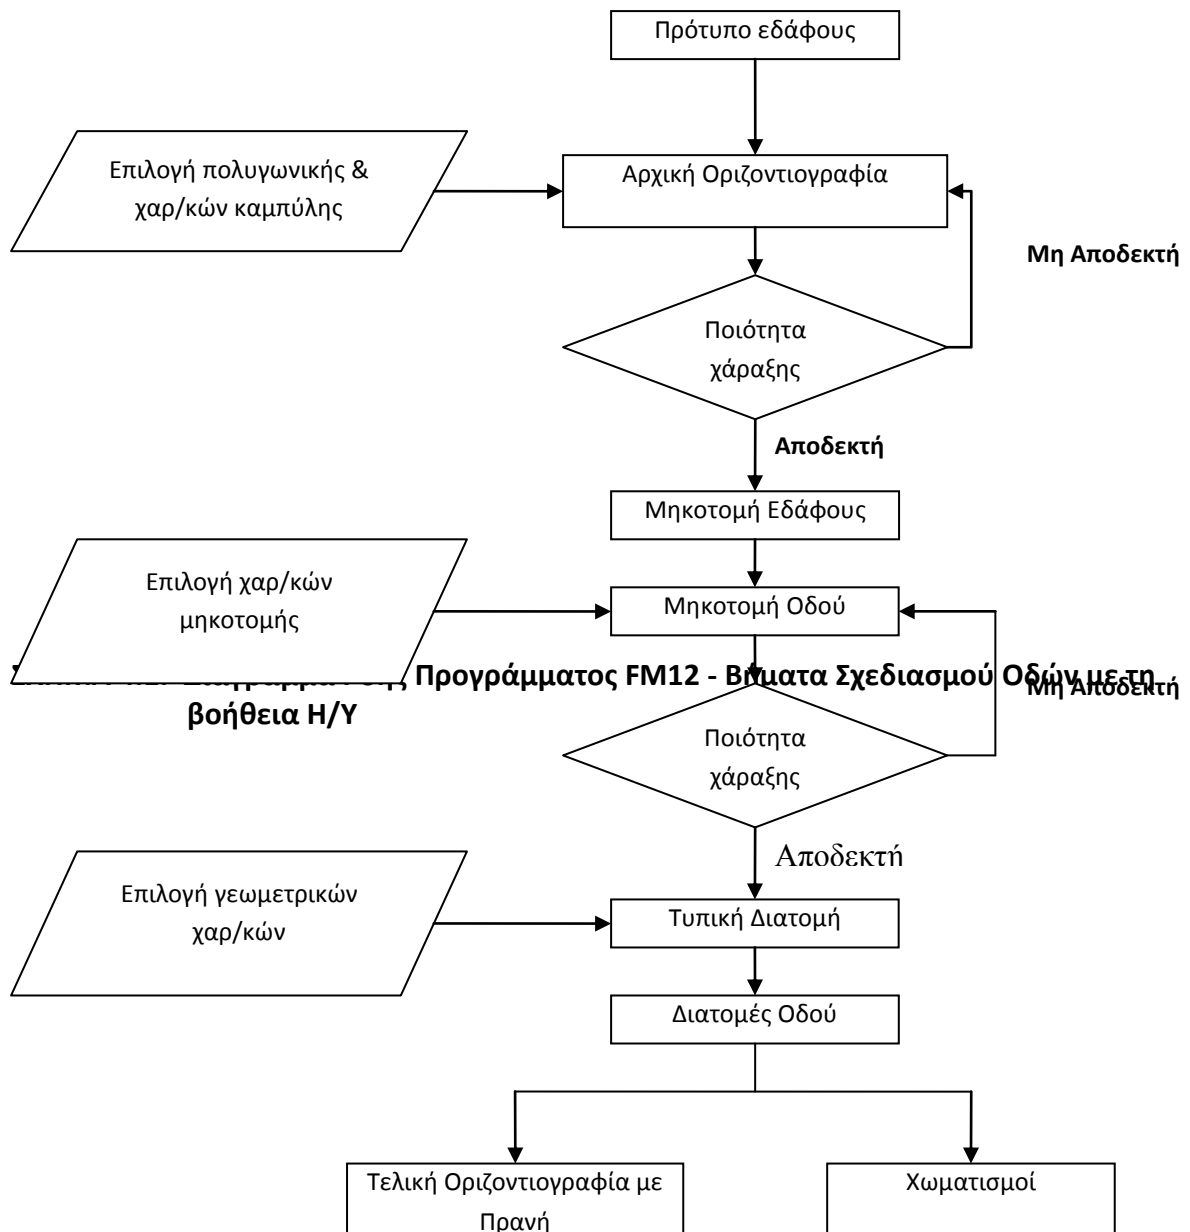 Πρότυπο εδάφους
Επιλογή πολυγωνικής &
χαρ/κών καμπύλης
Αρχική Οριζοντιογραφία
Μη Αποδεκτή
Ποιότητα
χάραξης
Αποδεκτή
Μηκοτομή Εδάφους
Επιλογή χαρ/κών
μηκοτομής
Μηκοτομή Οδού
Προγράμματος FM12 - Βήματα Σχεδιασμού Οδών με τη
βοήθεια Η/Υ
Μη Αποδεκτή
Ποιότητα
χάραξης
Αποδεκτή
Επιλογή γεωμετρικών
χαρ/κών
Τυπική Διατομή
Διατομές Οδού
Τελική Οριζοντιογραφία με
Πρανή
Χωματισμοί